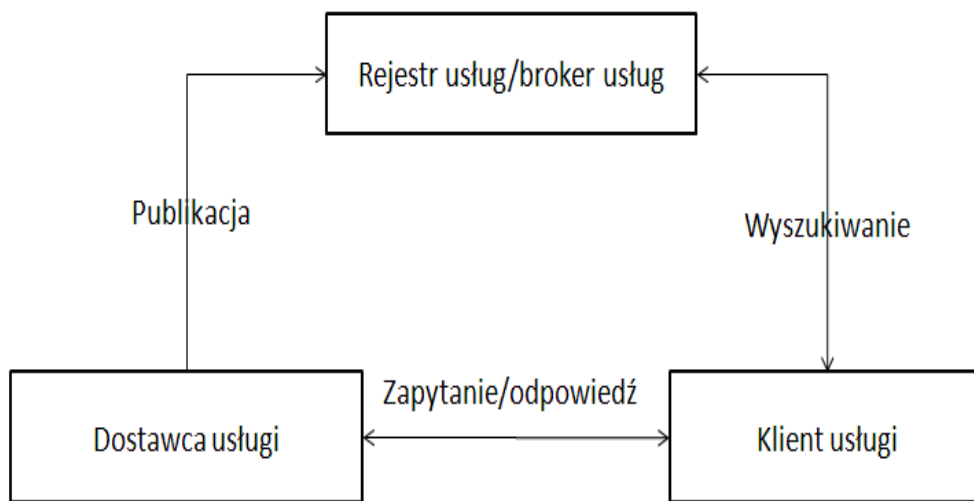 Rejestr usług/broker usług
Publikacja
Wyszukiwanie
Zapytanie/odpowiedź
Dostawca usługi
Klient usługi